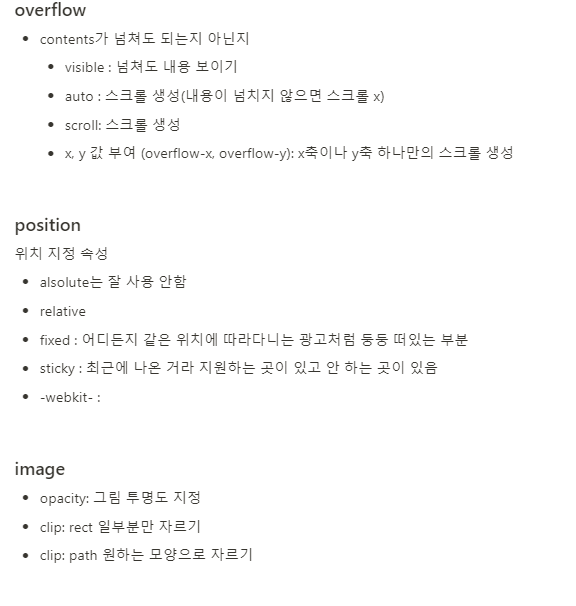 overflow
contents가 넘쳐도 되는지 아닌지
visible : 넘쳐도 내용 보이기
auto : 스크롤 생성(내용이 넘치지 않으면 스크롤 x)
scroll: 스크롤 생성
x, y 값 부여 (overflow-x, overflow-y): x축이나 y축 하나만의 스크롤 생성
position
위치 지정 속성
alsolute는 잘 사용 안함
relative
fixed : 어디든지 같은 위치에 따라다니는 광고처럼 둥둥 떠있는 부분
sticky : 최근에 나온 거라 지원하는 곳이 있고 안 하는 곳이 있음
-webkit- :
image
opacity: 그림 투명도 지정
clip: rect 일부분만 자르기
clip: path 원하는 모양으로 자르기